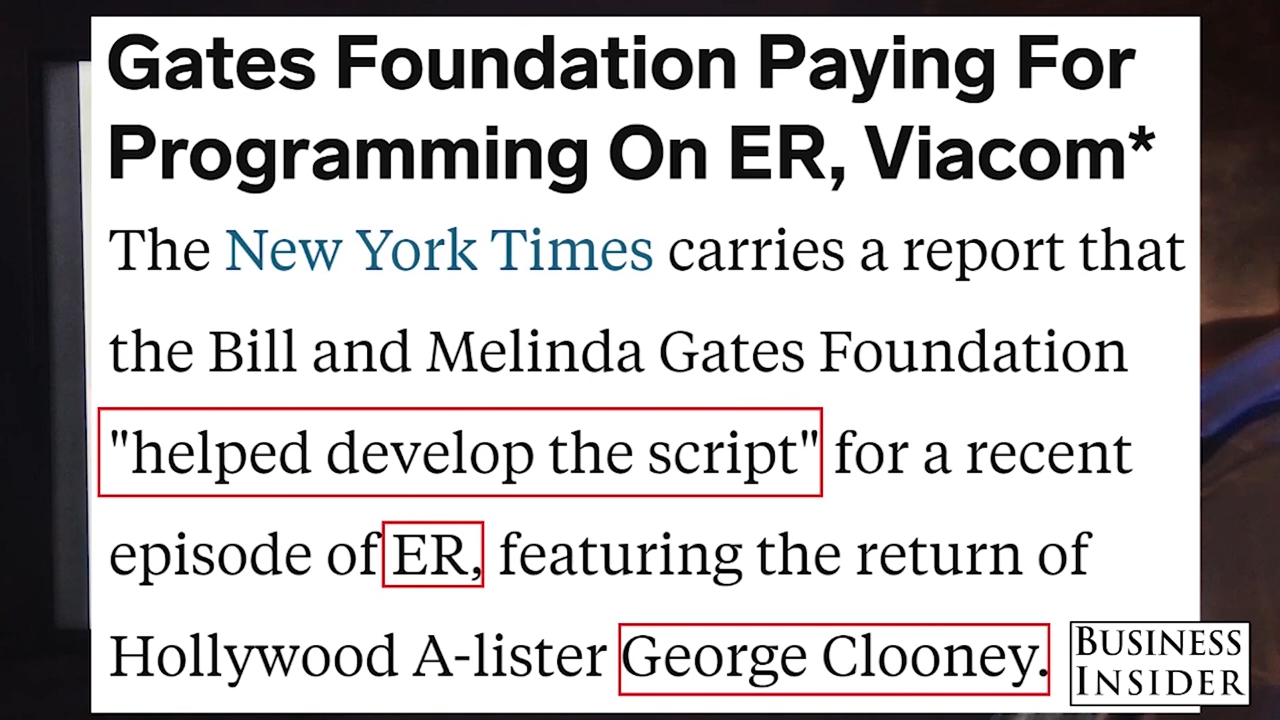 Gates Foundation Paying For
Programming On ER, Viacom*
The New York Times carries a report that
the Bill and Melinda Gates Foundation
"helped develop the script" for a recent
episode of ER, featuring the return of
Hollywood A-lister George Clooney.
BUSINESS
INSIDER